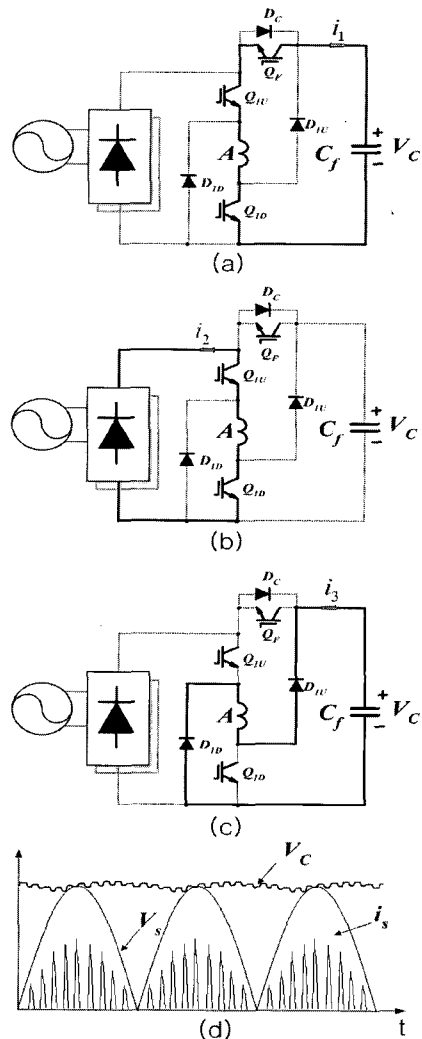 D_C
i_1
Q_F
Q_1U
D_1U
A
D_1D
Q_1D
C_f
+
V_C
−
(a)
D_C
i_2
Q_F
Q_1U
D_1U
A
D_1D
Q_1D
C_f
+
V_C
−
(b)
D_C
i_3
Q_F
Q_1U
D_1U
A
D_1D
Q_1D
C_f
+
V_C
−
(c)
V_C
V_s
i_s
t
(d)